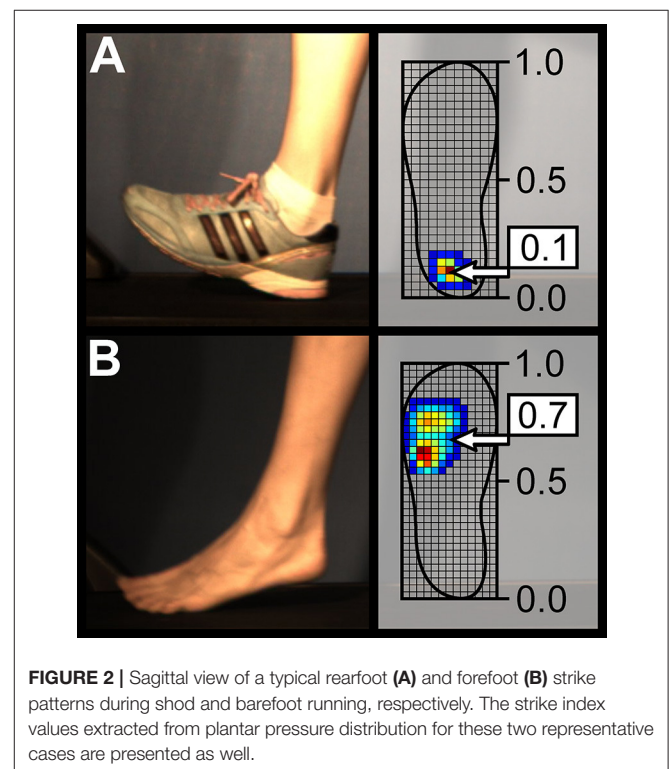 A
1.0
0.5
0.1
0.0
B
1.0
0.7
0.5
0.0
FIGURE 2 | Sagittal view of a typical rearfoot (A) and forefoot (B) strike
patterns during shod and barefoot running, respectively. The strike index
values extracted from plantar pressure distribution for these two representative
cases are presented as well.